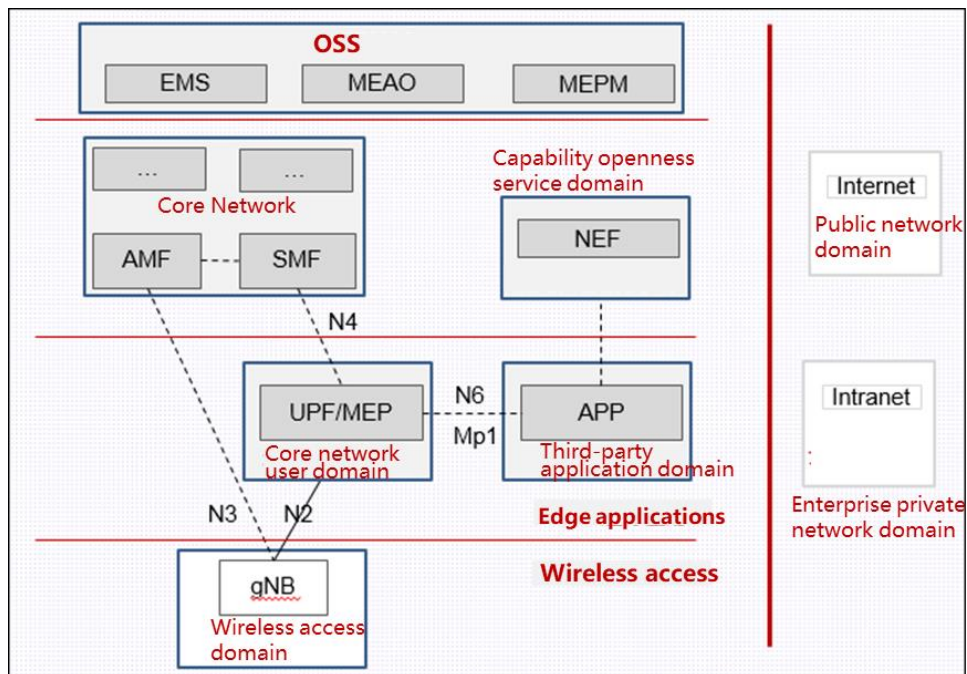 OSS
EMS
MEAO
MEPM
...
...
Core Network
AMF
SMF
Capability openness
service domain
NEF
Internet
Public network
domain
N4
UPF/MEP
Core network
user domain
N6
Mp1
APP
Third-party
application domain
Intranet
:
Enterprise private
network domain
N3
N2
Edge applications
Wireless access
gNB
Wireless access
domain